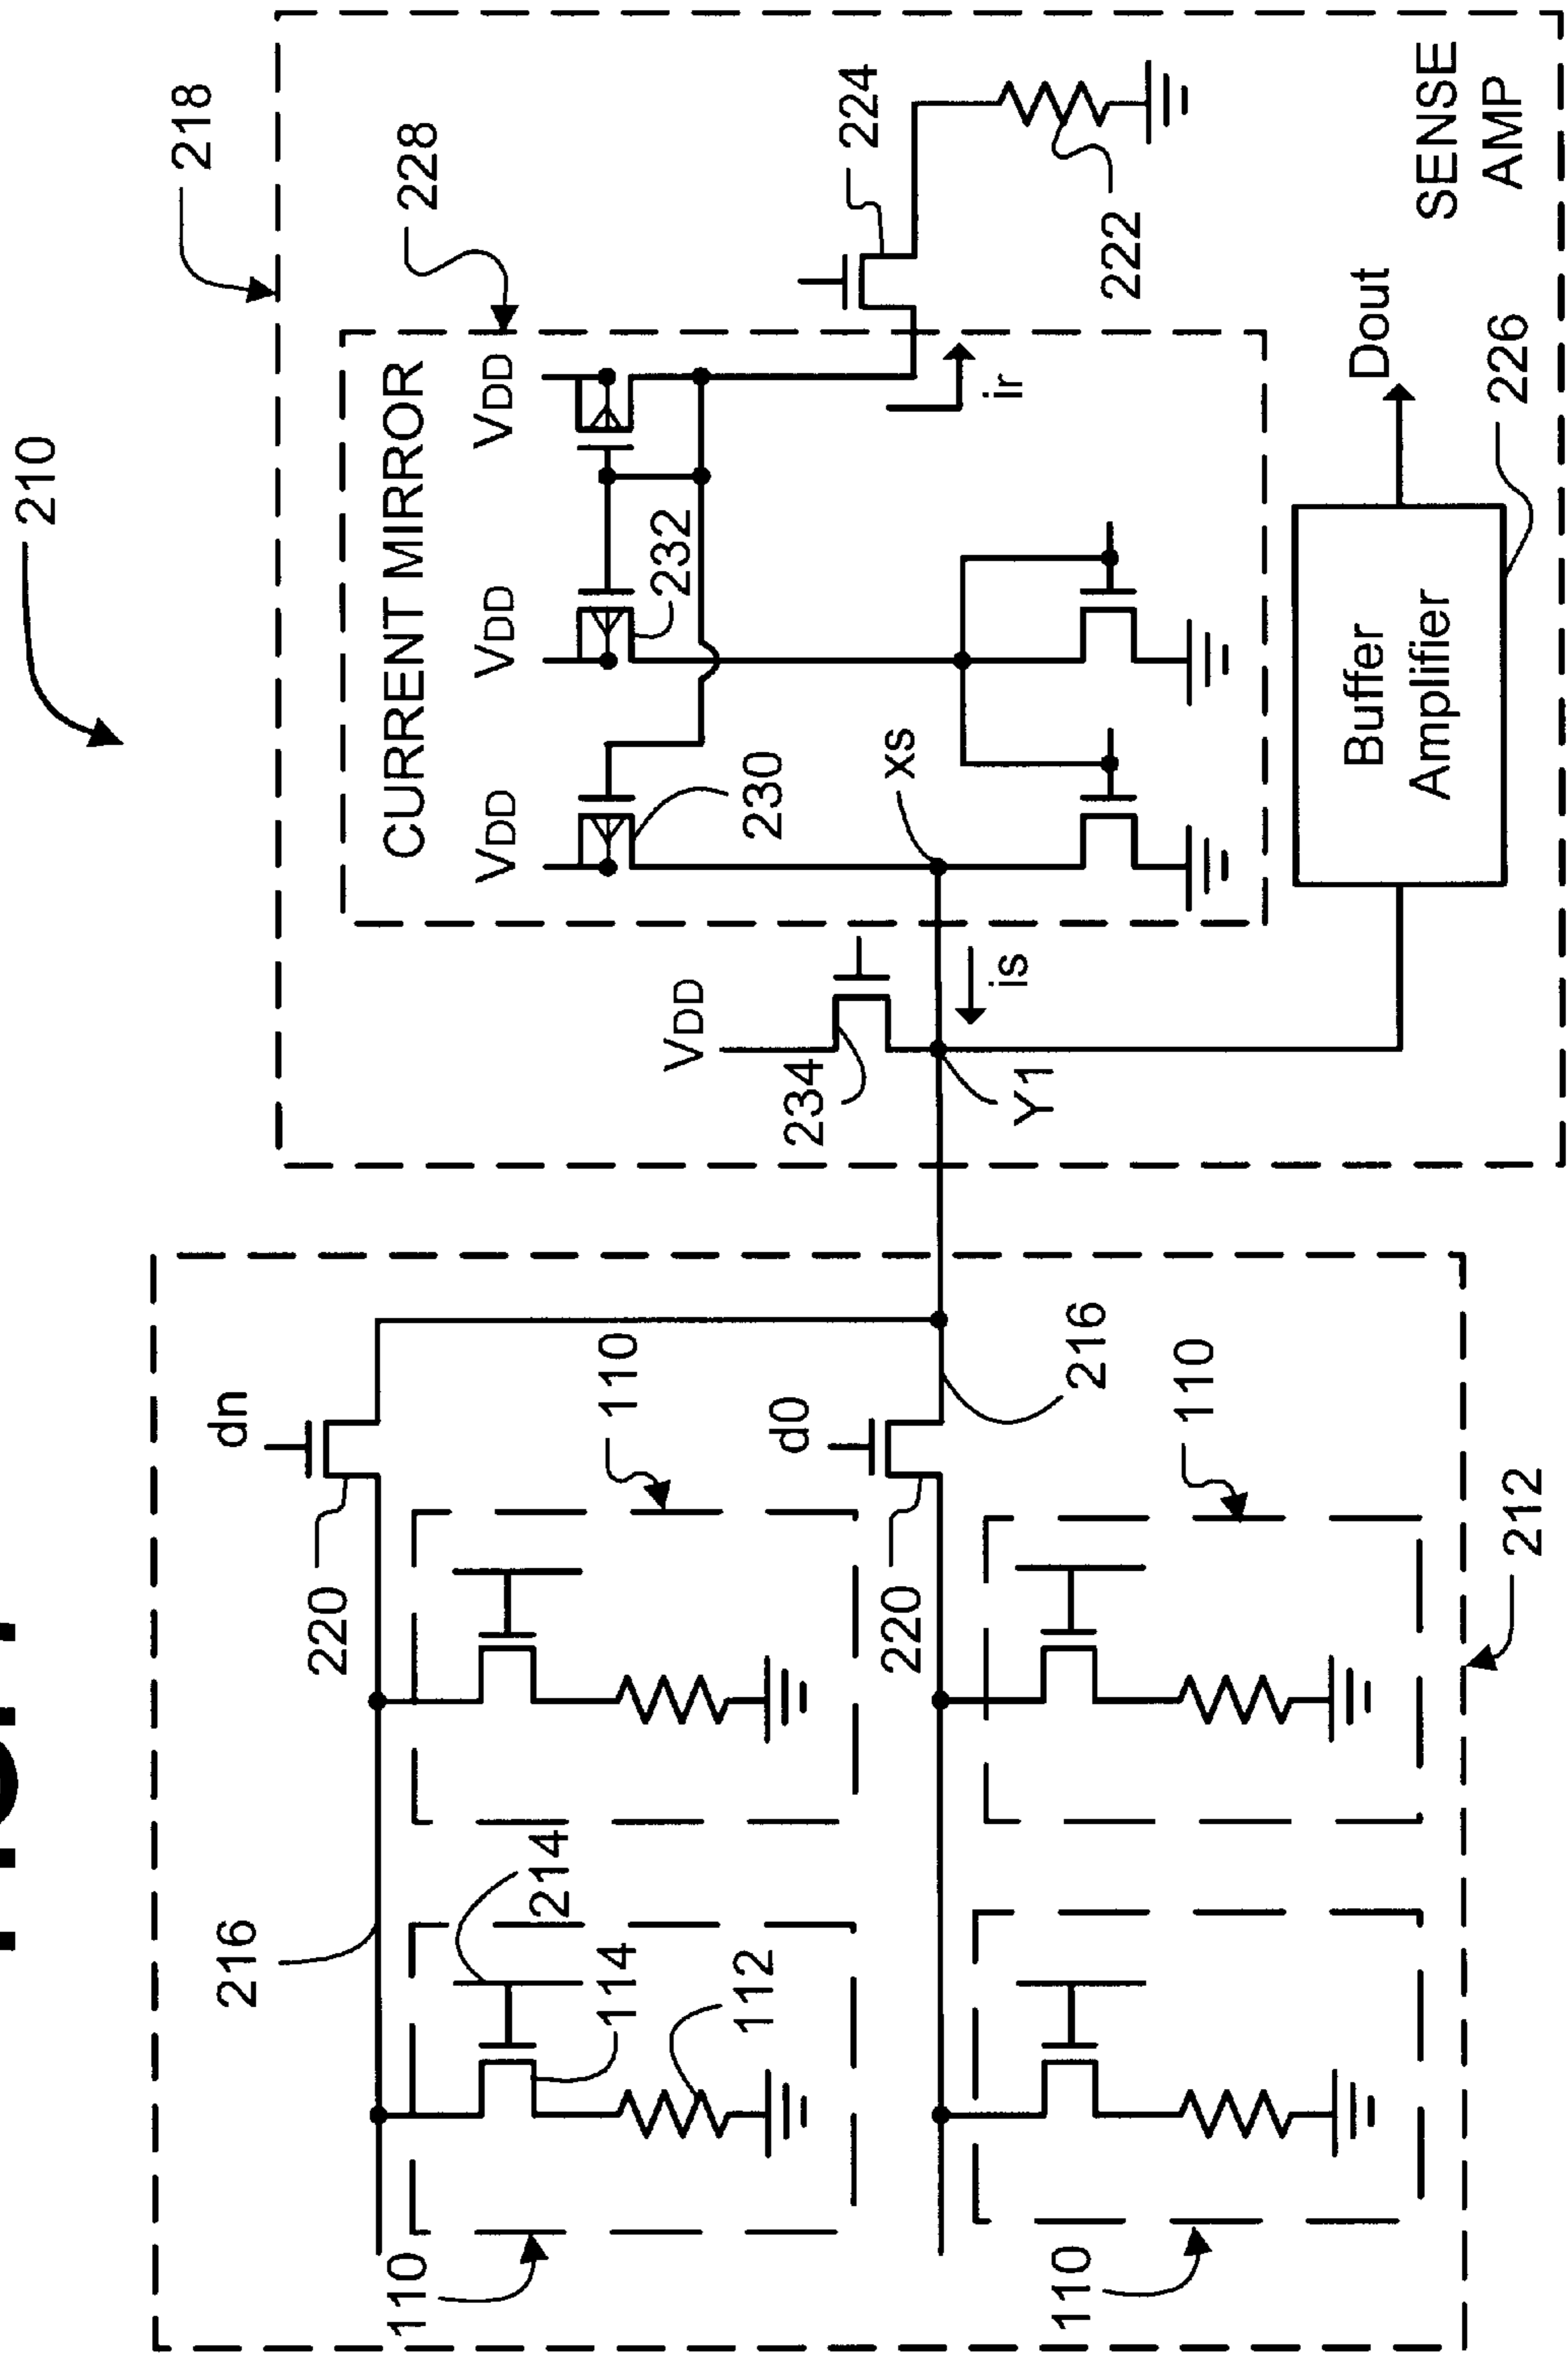 210
218
228
CURRENT MIRROR
VDD
VDD
VDD
VDD
230
232
234
224
222
xs
is
ir
Y1
Buffer
Amplifier
226
Dout
SENSE
AMP
dn
220
216
110
214
114
112
110
d0
220
216
110
110
212